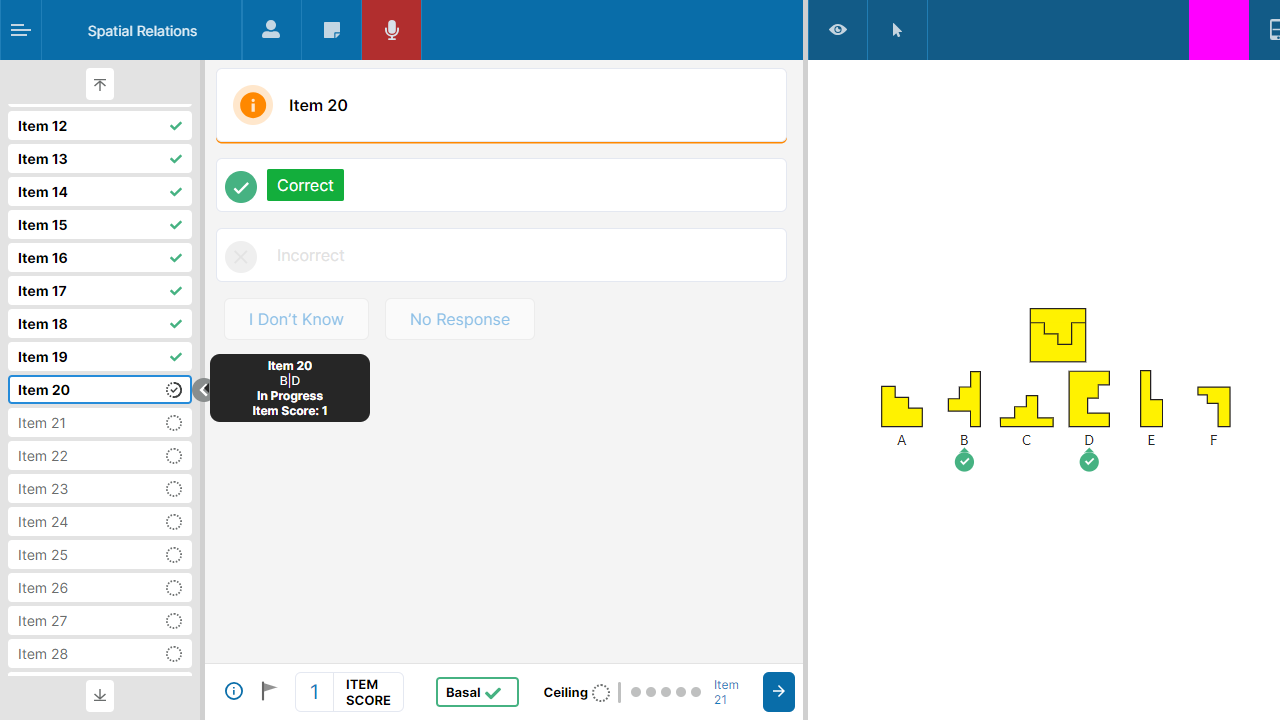 Spatial Relations
Item 12
Item 13
Item 14
Item 15
Item 16
Item 17
Item 18
Item 19
Item 20
Item 21
Item 22
Item 23
Item 24
Item 25
Item 26
Item 27
Item 28
Item 20
Correct
Incorrect
I Don't Know
No Response
Item 20
B|D
In Progress
Item Score: 1
1
ITEM
SCORE
Basal
Ceiling
Item
21
A B C D E F